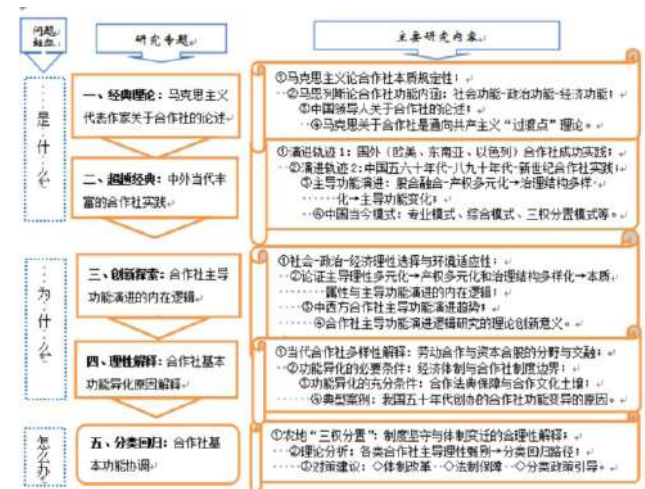 问题
研究专题
主要研究内容
是什么
一、经典理论：马克思主义
代表作家关于合作社的论述
①马克思主义论合作社本质规定性；
②马恩列斯论合作社功能内涵：社会功能-政治功能-经济功能；
③中国领导人关于合作社的论述；
④马克思关于合作社是通向共产主义“过渡点”理论。
二、超越经典：中外当代丰
富的合作社实践
①演进轨迹1：国外（欧美、东南亚、以色列）合作社成功实践；
②演进轨迹2:中国五六十年代-八九十年代-新世纪合作社实践；
③主导功能演进：股合融合→产权多元化→治理结构多样
化→主导功能变化；
④中国当今模式：专业模式、综合模式、三权分置模式等。
为什么
三、创新探索：合作社主导
功能演进的内在逻辑
①社会-政治-经济理性选择与环境适应性；
②论证主导理性多元化→产权多元化和治理结构多样化→本质
属性与主导功能演进的内在逻辑；
③中西方合作社主导功能演进趋势；
④合作社主导功能演进逻辑研究的理论创新意义。
四、理性解释：合作社基本
功能异化原因解释
①当代合作社多样性解释：劳动合作与资本合股的分野与交融；
②功能异化的必要条件：经济体制与合作社制度边界；
③功能异化的充分条件：合作法典保障与合作文化土壤；
④典型案例：我国五十年代创办的合作社功能变异的原因。
怎么办
五、分类回归：合作社基
本功能协调
①农地“三权分置”：制度坚守与体制变迁的合理性解释；
②理论分析：各类合作社主导理性甄别→分类回归路径；
③对策建议：◇体制改革 ◇法制保障 ◇分类政策引导。